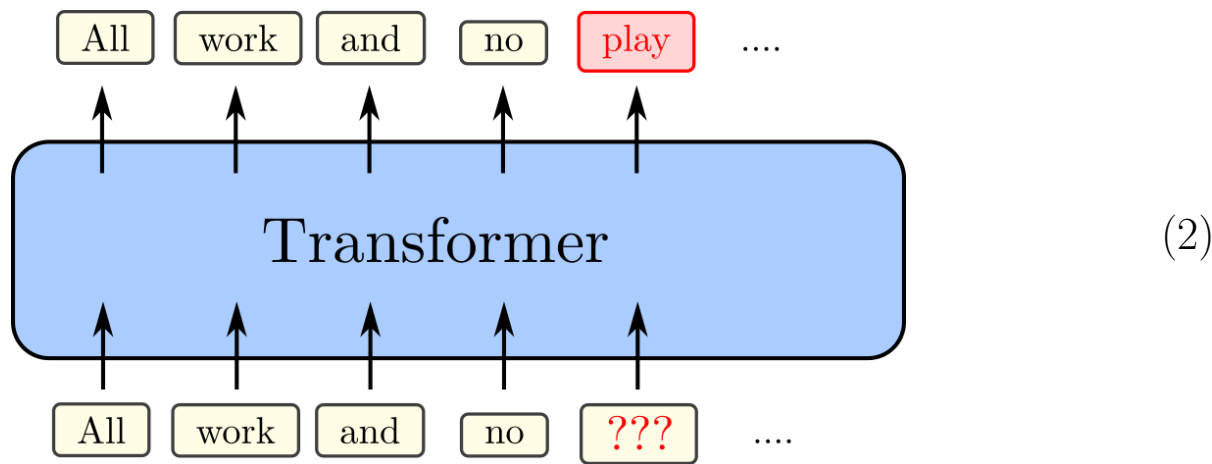 All work and no play ....
Transformer
(2)
All work and no ??? ....